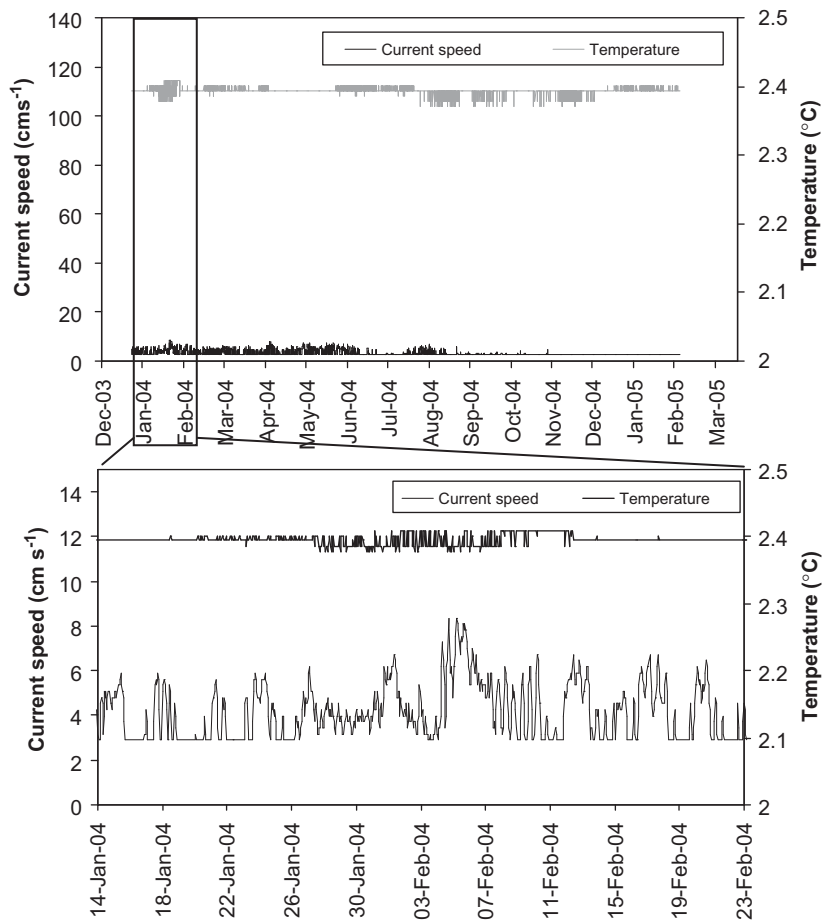 140
120
100
80
60
40
20
0
Current speed (cms-1)
Current speed
Temperature
2.5
2.4
2.3
2.2
2.1
2
Temperature (°C)
Dec-03
Jan-04
Feb-04
Mar-04
Apr-04
May-04
Jun-04
Jul-04
Aug-04
Sep-04
Oct-04
Nov-04
Dec-04
Jan-05
Feb-05
Mar-05
14
12
10
8
6
4
2
0
Current speed (cm s-1)
Current speed
Temperature
2.5
2.4
2.3
2.2
2.1
2
Temperature (°C)
14-Jan-04
18-Jan-04
22-Jan-04
26-Jan-04
30-Jan-04
03-Feb-04
07-Feb-04
11-Feb-04
15-Feb-04
19-Feb-04
23-Feb-04